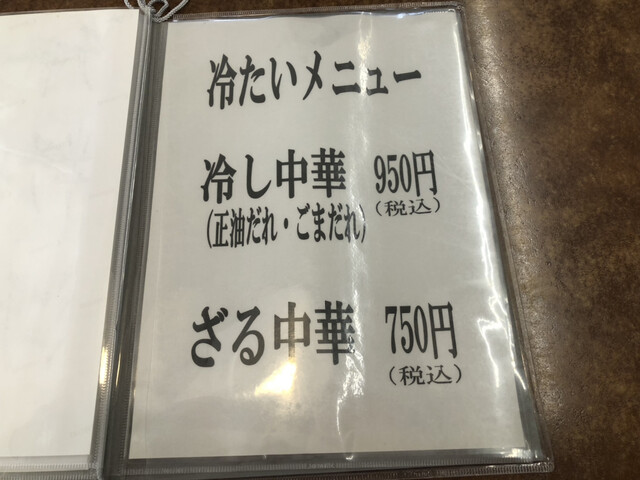 冷たいメニュー
冷し中華 950円
(正油だれ・ごまだれ) (税込)
ざる中華 750円
(税込)